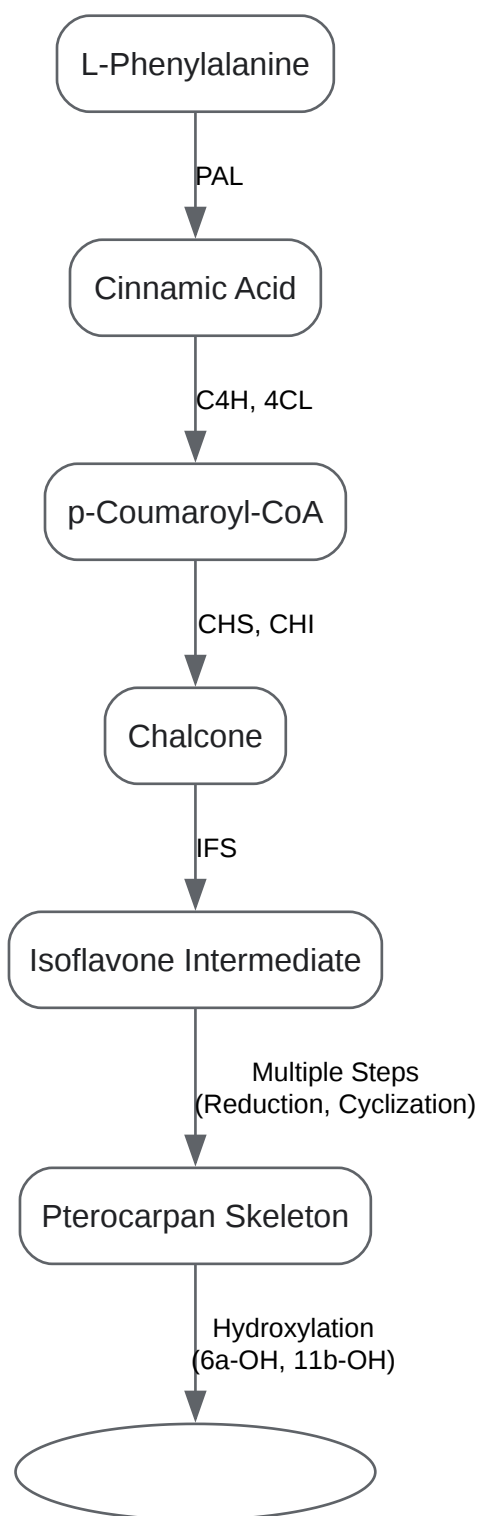 L-Phenylalanine
PAL
Cinnamic Acid
C4H, 4CL
p-Coumaroyl-CoA
CHS, CHI
Chalcone
IFS
Isoflavone Intermediate
Multiple Steps
(Reduction, Cyclization)
Pterocarpan Skeleton
Hydroxylation
(6a-OH, 11b-OH)